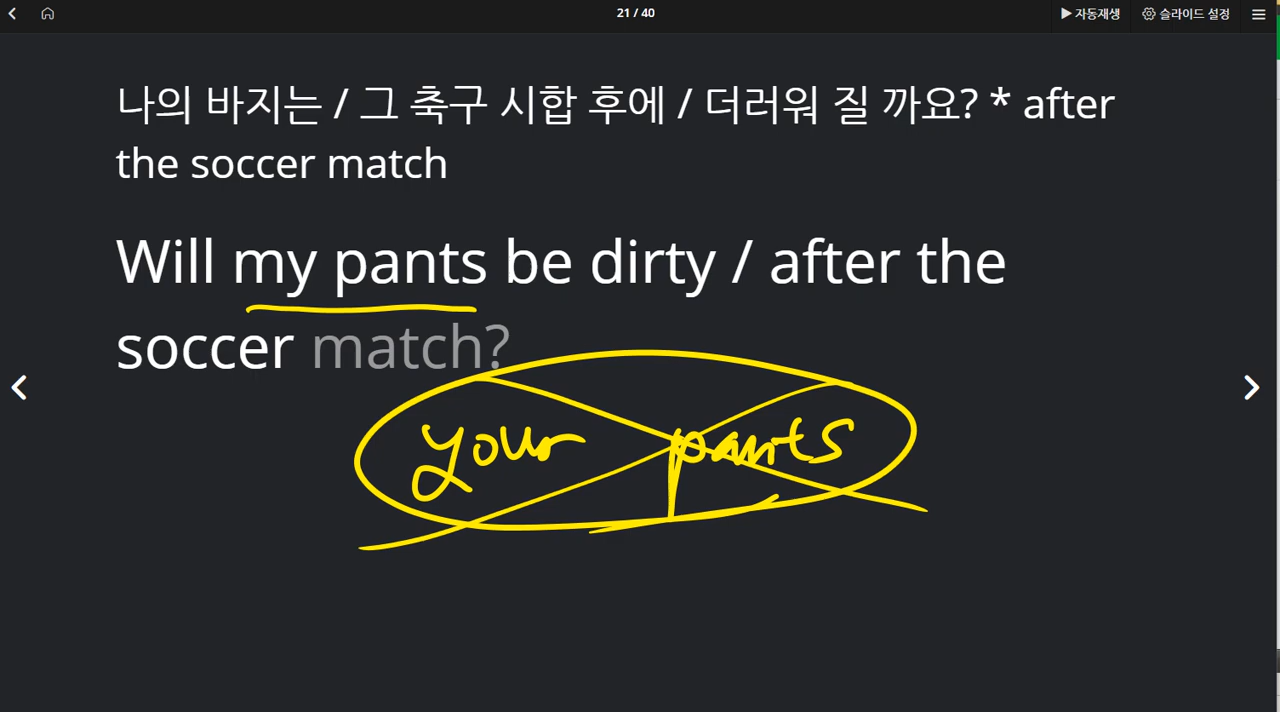 21 / 40
자동재생
슬라이드 설정
나의 바지는 / 그 축구 시합 후에 / 더러워 질 까요? * after
the soccer match
Will my pants be dirty / after the
soccer match?
your pants